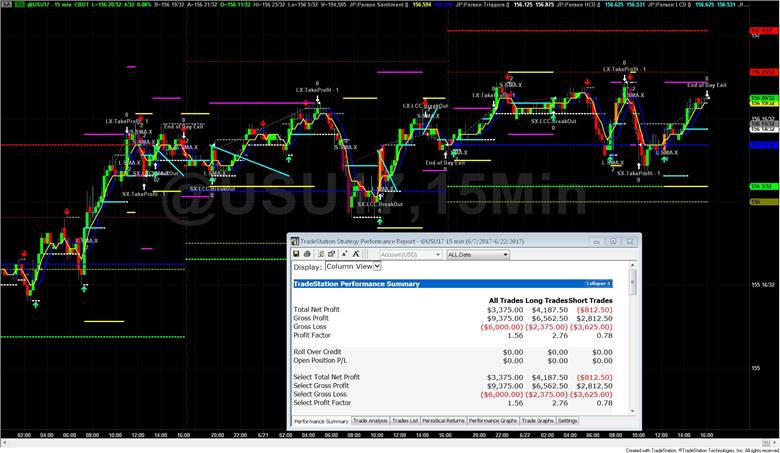 @USU17 - 15 min CBOT L=156 20/32 4/32 0.08% B=156 19/32 A=156 21/32 O=156 11/32 Hi=156 23/32 Lo=156 5/32 V=194,505 JP:Person Sentiment () 156.594 JP:Person Triggers () 156.125 156.875 JP:Person HCD () 156.625 156.531 JP:Person LCD () 156.625 156.531
@USU17,15Min
157
156 20/32
156 14/32
156 3/32
156
155 16/32
155
LX-TakeProfit - 1
End of Day Exit
SX-TakeProfit - 1
SX-LCC-BreakOut
LX-TakeProfit - 1
SX-LCC-BreakOut
End of Day Exit
LX-TakeProfit - 1
SX-LCC-BreakOut
LX-TakeProfit - 1
SX-TakeProfit - 1
End of Day Exit
TradeStation Strategy Performance Report - @USU17 15 min (6/7/2017-6/22/2017)
Account (USD) ALL Data
Display: Column View
TradeStation Performance Summary Collapse
All Trades Long Trades Short Trades
Total Net Profit $3,375.00 $4,187.50 ($812.50)
Gross Profit $9,375.00 $6,562.50 $2,812.50
Gross Loss ($6,000.00) ($2,375.00) ($3,625.00)
Profit Factor 1.56 2.76 0.78
Roll Over Credit $0.00 $0.00 $0.00
Open Position P/L $0.00 $0.00 $0.00
Select Total Net Profit $3,375.00 $4,187.50 ($812.50)
Select Gross Profit $9,375.00 $6,562.50 $2,812.50
Select Gross Loss ($6,000.00) ($2,375.00) ($3,625.00)
Select Profit Factor 1.56 2.76 0.78
Performance Summary Trade Analysis Trades List Periodical Returns Performance Graphs Trade Graphs Settings
02:00 04:00 06:00 08:00 10:00 12:00 14:00 16:00 20:00 22:00 6/21 02:00 04:00 06:00 08:00 10:00 12:00 14:00 16:00 20:00 22:00 6/22 02:00 04:00 06:00 08:00 10:00 12:00 14:00 16:00
Created with TradeStation. ©TradeStation Technologies, Inc. All rights reserved.